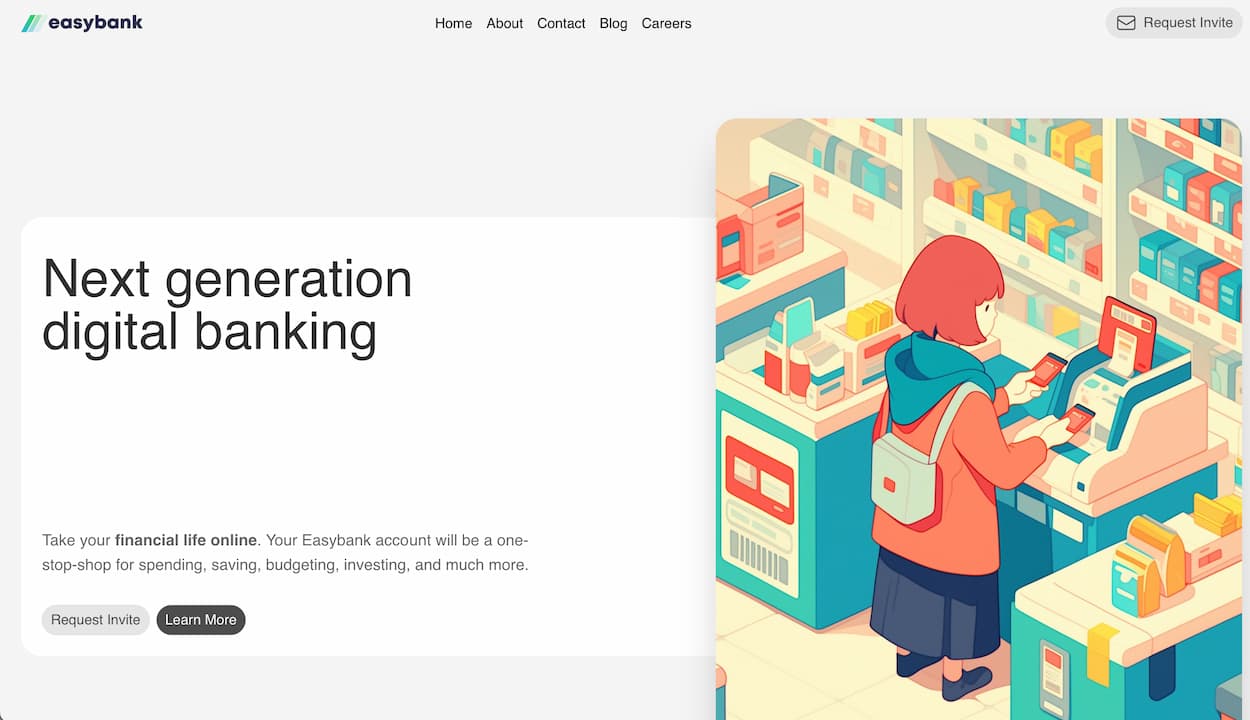 easybank
Home About Contact Blog Careers
Request Invite
Next generation
digital banking
Take your financial life online. Your Easybank account will be a one-
stop-shop for spending, saving, budgeting, investing, and much more.
Request Invite Learn More